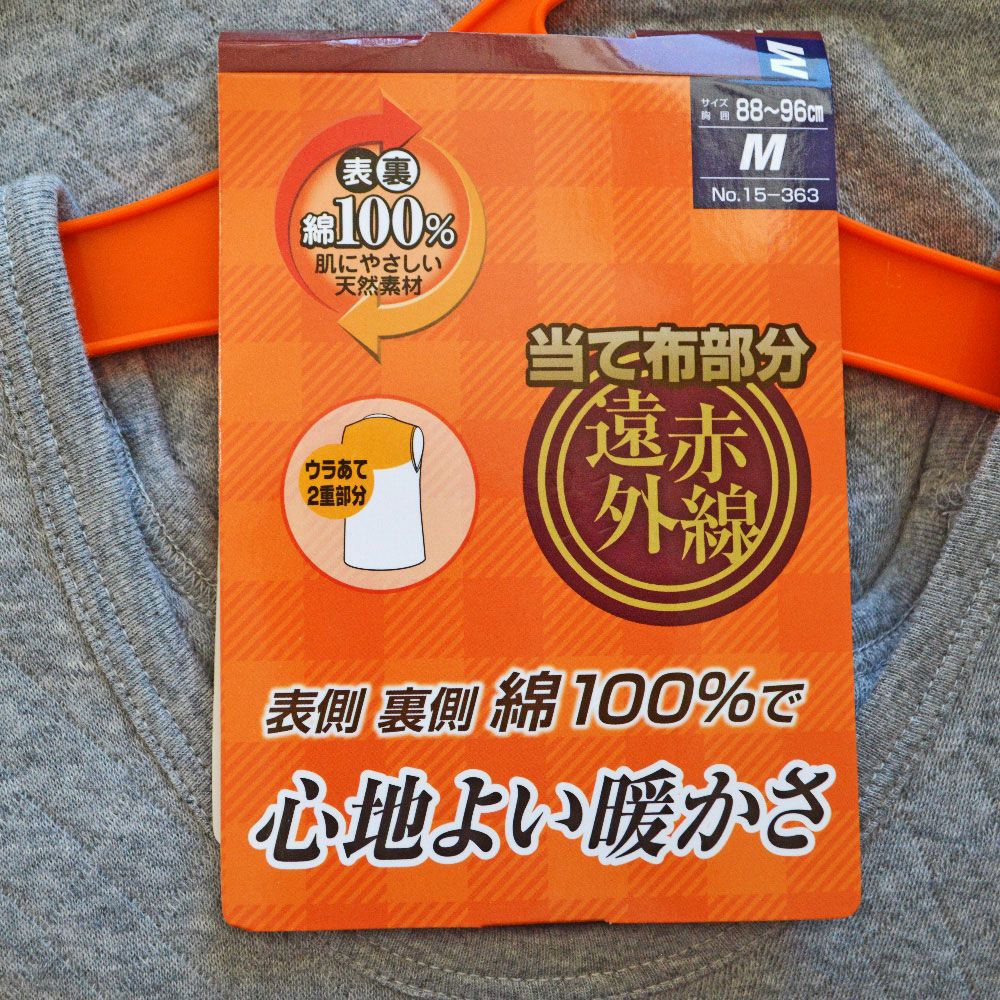 M
サイズ
胸囲 88〜96cm
M
No.15-363
表裏
綿100%
肌にやさしい
天然素材
当て布部分
遠赤
外線
ウラあて
2重部分
表側 裏側 綿100%で
心地よい暖かさ